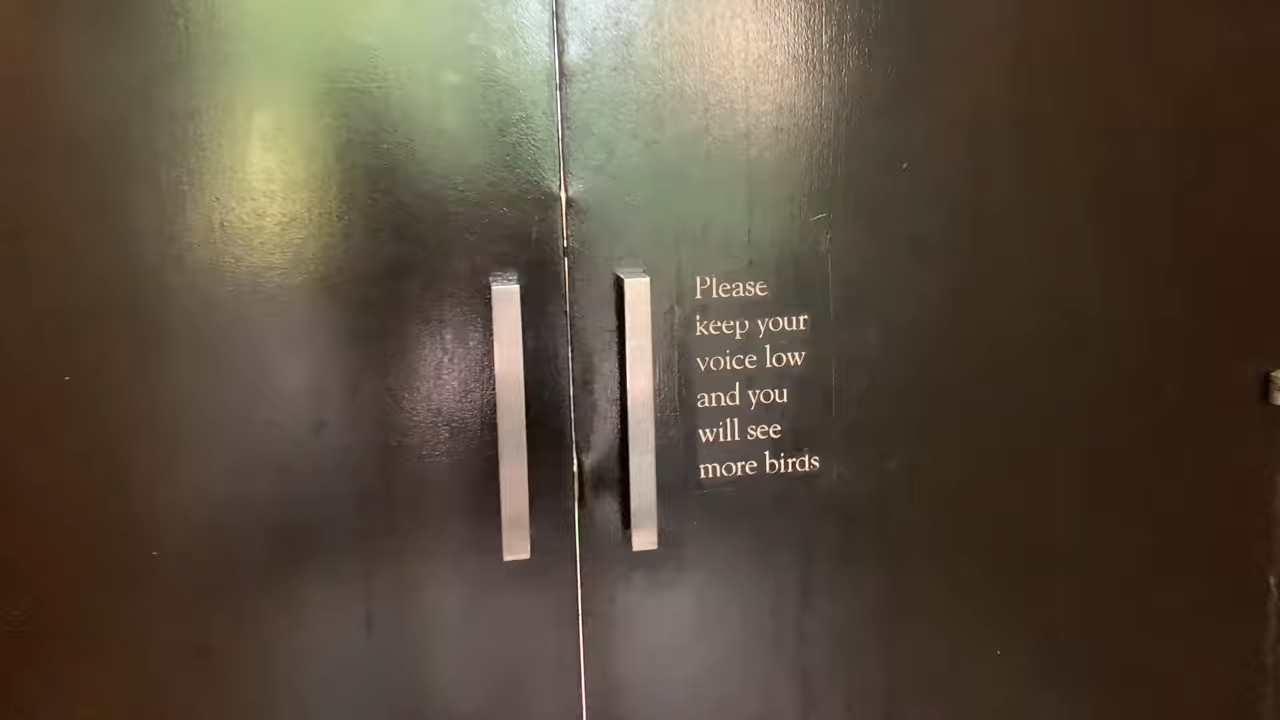 Please
keep your
voice low
and you
will see
more birds